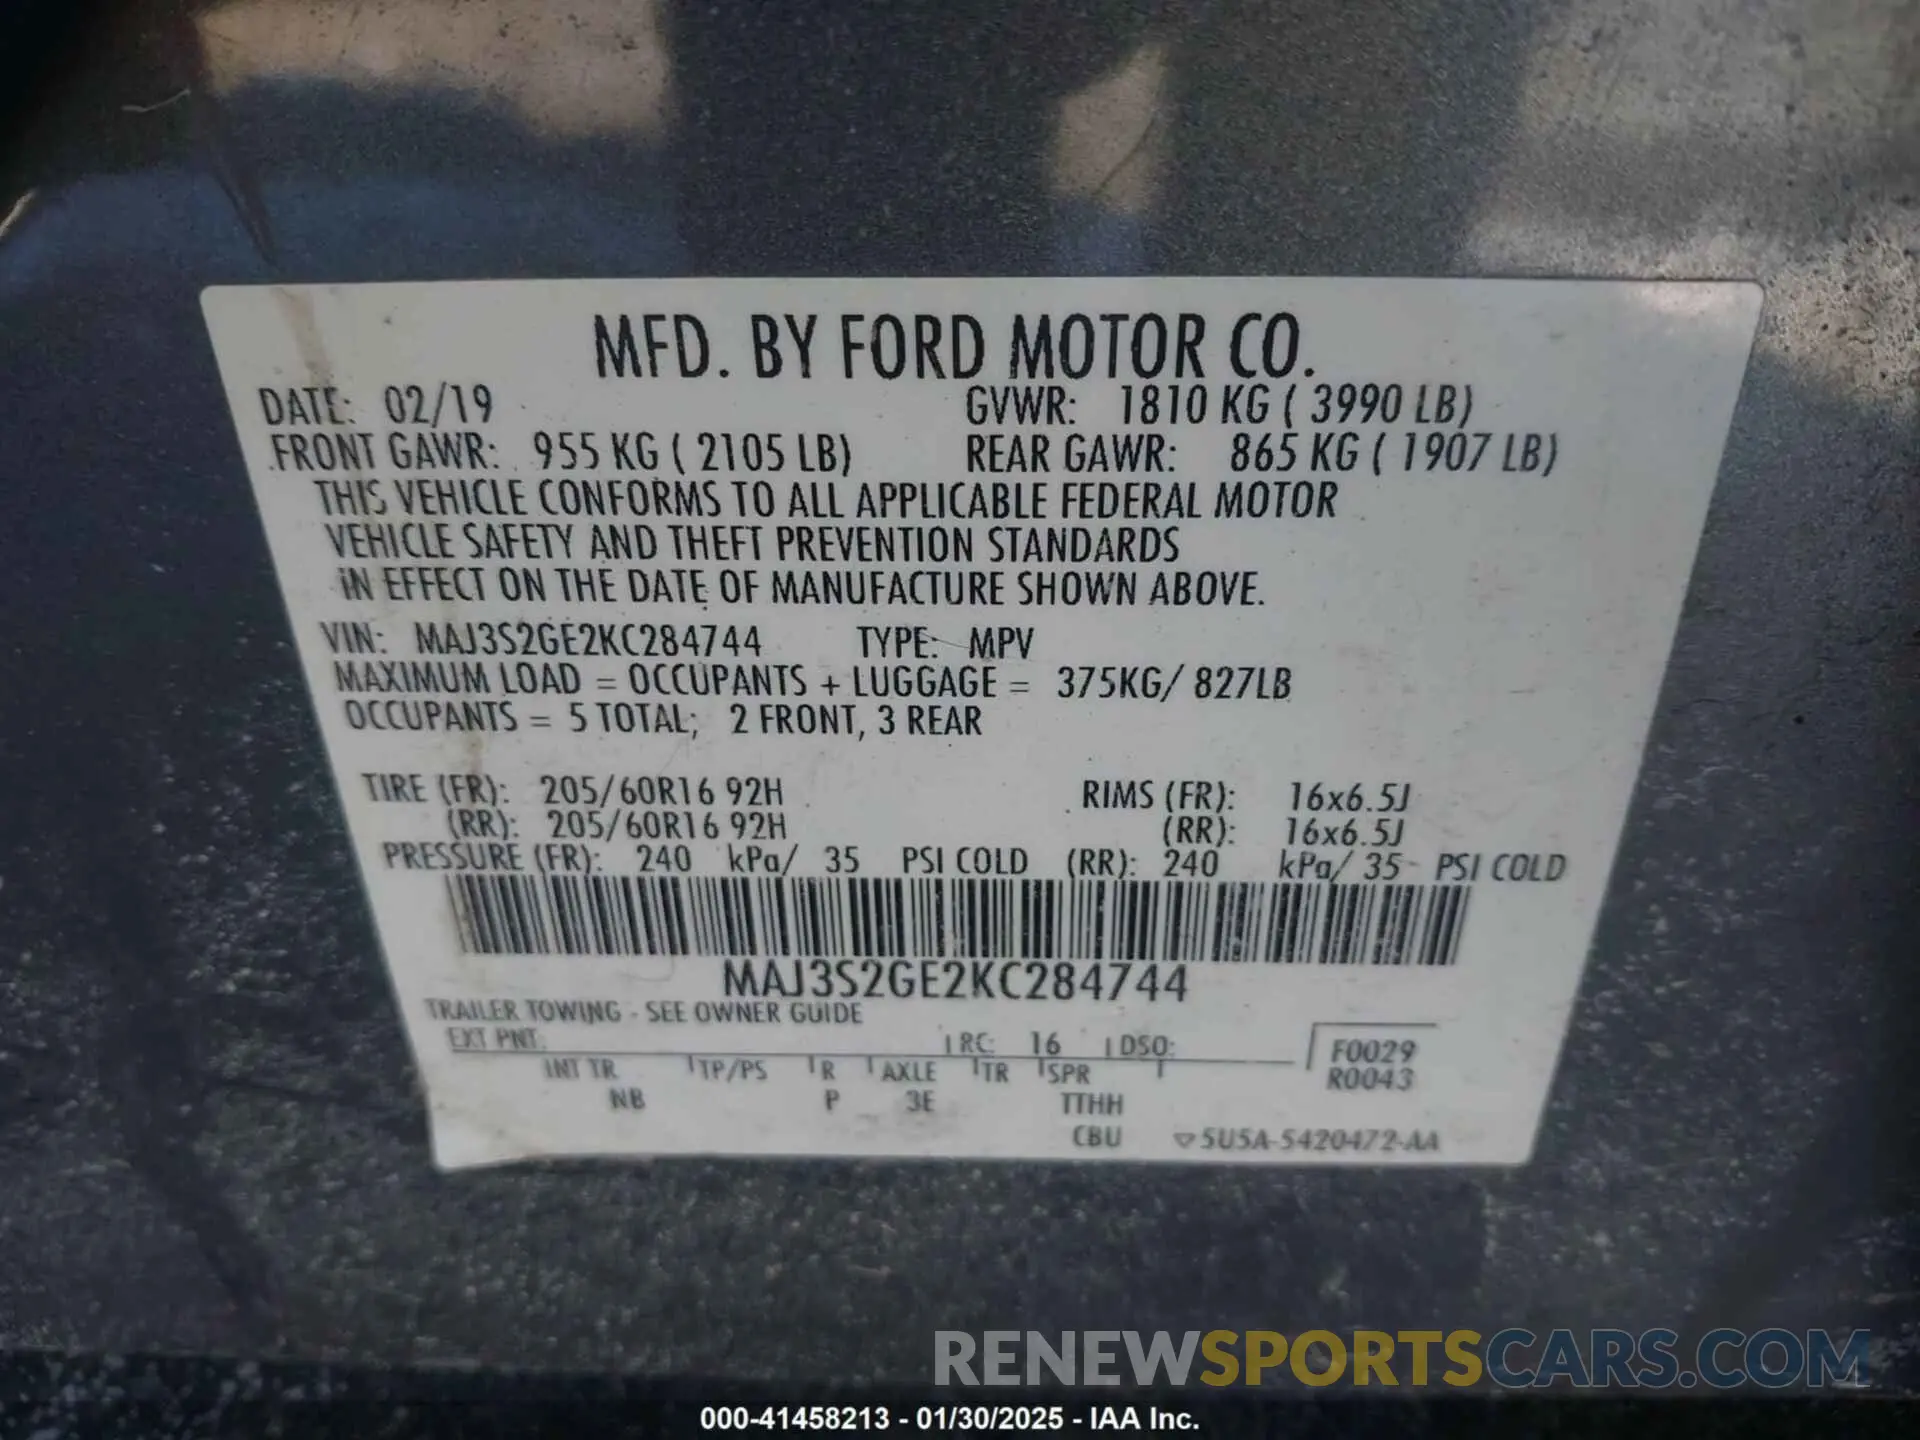 MFD. BY FORD MOTOR CO.
DATE: 02/19 GVWR: 1810 KG ( 3990 LB)
FRONT GAWR: 955 KG ( 2105 LB) REAR GAWR: 865 KG ( 1907 LB)
THIS VEHICLE CONFORMS TO ALL APPLICABLE FEDERAL MOTOR
VEHICLE SAFETY AND THEFT PREVENTION STANDARDS
IN EFFECT ON THE DATE OF MANUFACTURE SHOWN ABOVE.
VIN: MAJ3S2GE2KC284744 TYPE: MPV
MAXIMUM LOAD = OCCUPANTS + LUGGAGE = 375KG/ 827LB
OCCUPANTS = 5 TOTAL; 2 FRONT, 3 REAR
TIRE (FR): 205/60R16 92H RIMS (FR): 16x6.5J
(RR): 205/60R16 92H (RR): 16x6.5J
PRESSURE (FR): 240 kPa/ 35 PSI COLD (RR): 240 kPa/ 35 PSI COLD
MAJ3S2GE2KC284744
TRAILER TOWING - SEE OWNER GUIDE
EXT PNT: RC: 16 DSO: F0029
INT TR TP/PS R AXLE TR SPR R0043
NB P 3E TTHH
CBU 5U5A-5420472-AA
RENEWSPORTSCARS.COM
000-41458213 - 01/30/2025 - IAA Inc.